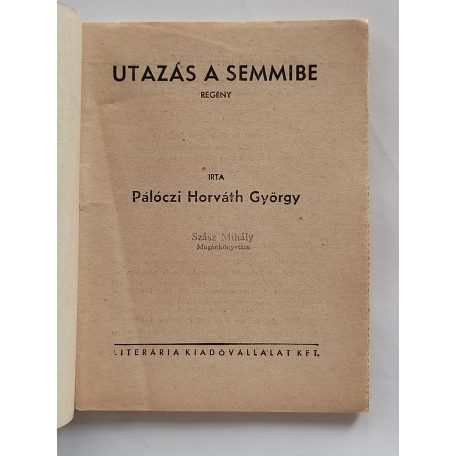 UTAZÁS A SEMMIBE
REGÉNY
IRTA
Pálóczi Horváth György
Szász Mihály
Magánkönyvtára
LITERÁRIA KIADÓVÁLLALAT KFT.